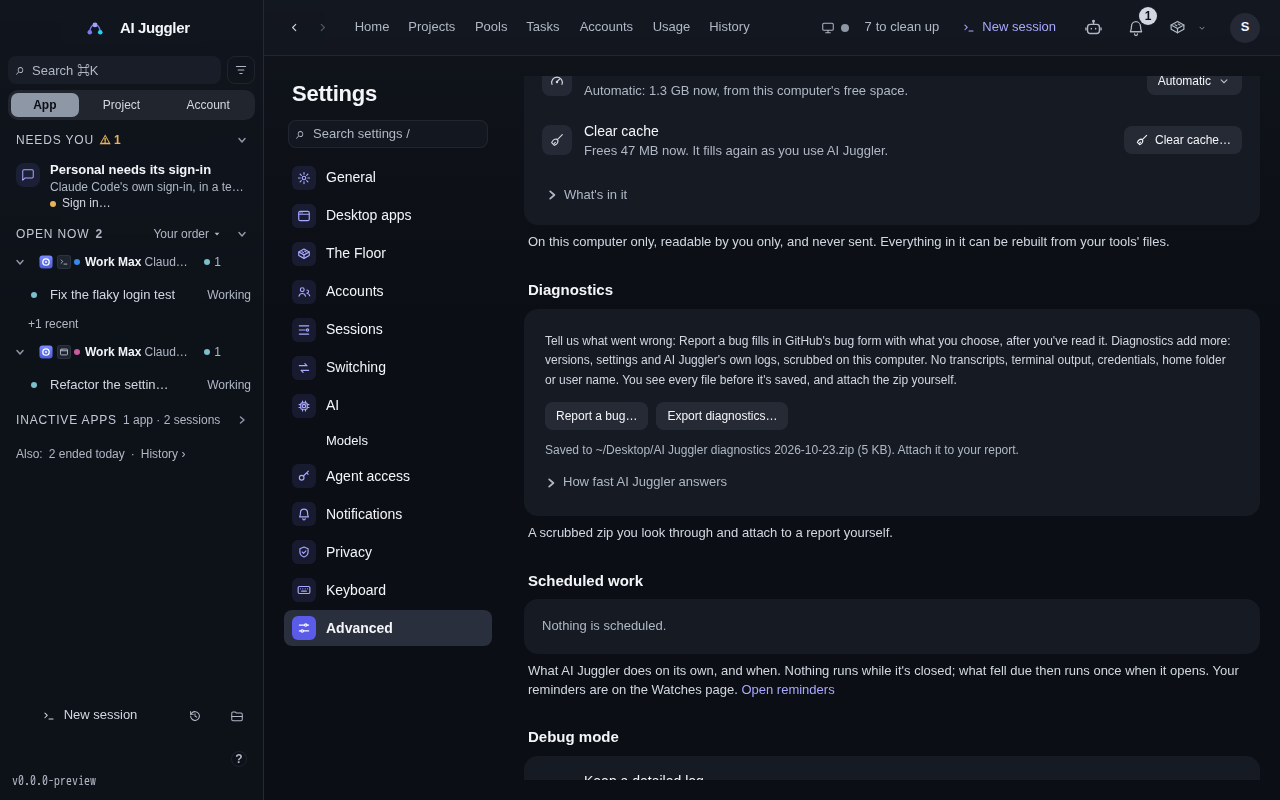 AI Juggler
Search ⌘K
App
Project
Account
NEEDS YOU 1
Personal needs its sign-in
Claude Code's own sign-in, in a te…
Sign in…
OPEN NOW 2
Your order
Work Max Claud…
1
Fix the flaky login test
Working
+1 recent
Work Max Claud…
1
Refactor the settin…
Working
INACTIVE APPS 1 app · 2 sessions
Also: 2 ended today · History ›
New session
?
v0.0.0-preview
Home
Projects
Pools
Tasks
Accounts
Usage
History
7 to clean up
New session
1
S
Settings
Search settings /
General
Desktop apps
The Floor
Accounts
Sessions
Switching
AI
Models
Agent access
Notifications
Privacy
Keyboard
Advanced
Automatic: 1.3 GB now, from this computer's free space.
Automatic
Clear cache
Frees 47 MB now. It fills again as you use AI Juggler.
Clear cache…
What's in it
On this computer only, readable by you only, and never sent. Everything in it can be rebuilt from your tools' files.
Diagnostics
Tell us what went wrong: Report a bug fills in GitHub's bug form with what you choose, after you've read it. Diagnostics add more:
versions, settings and AI Juggler's own logs, scrubbed on this computer. No transcripts, terminal output, credentials, home folder
or user name. You see every file before it's saved, and attach the zip yourself.
Report a bug…
Export diagnostics…
Saved to ~/Desktop/AI Juggler diagnostics 2026-10-23.zip (5 KB). Attach it to your report.
How fast AI Juggler answers
A scrubbed zip you look through and attach to a report yourself.
Scheduled work
Nothing is scheduled.
What AI Juggler does on its own, and when. Nothing runs while it's closed; what fell due then runs once when it opens. Your
reminders are on the Watches page. Open reminders
Debug mode
Keep a detailed log